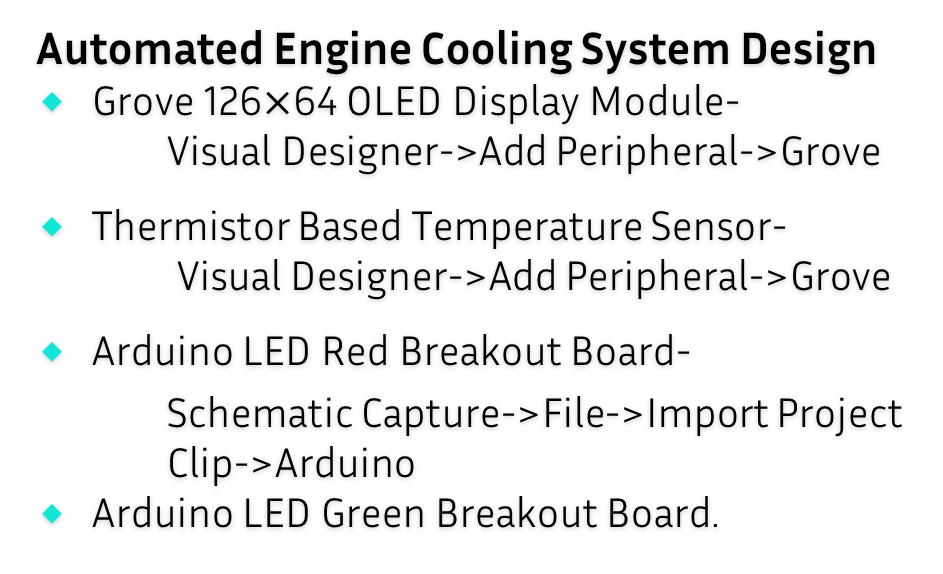 Automated Engine Cooling System Design
Grove 126×64 OLED Display Module-
Visual Designer->Add Peripheral->Grove
Thermistor Based Temperature Sensor-
Visual Designer->Add Peripheral->Grove
Arduino LED Red Breakout Board-
Schematic Capture->File->Import Project
Clip->Arduino
Arduino LED Green Breakout Board.